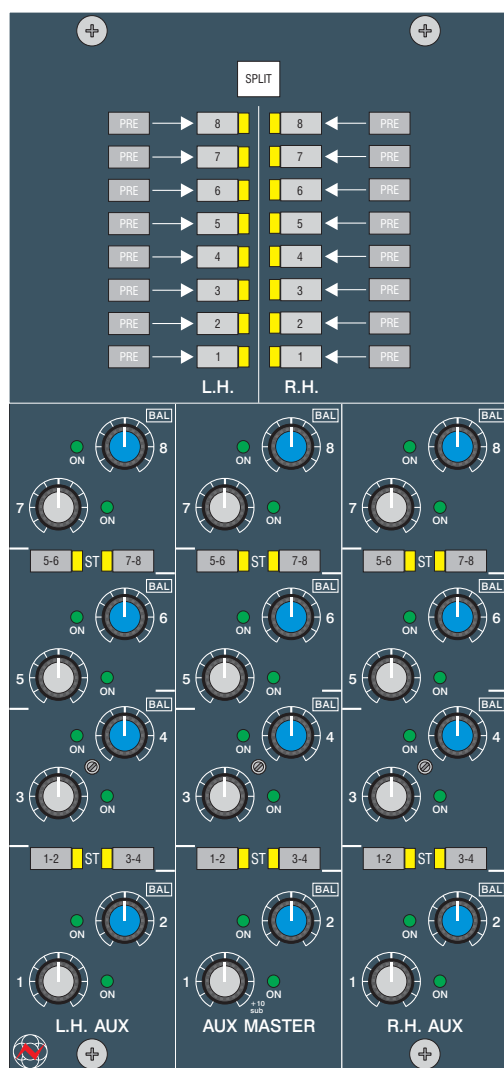 SPLIT
PRE 8 8 PRE
PRE 7 7 PRE
PRE 6 6 PRE
PRE 5 5 PRE
PRE 4 4 PRE
PRE 3 3 PRE
PRE 2 2 PRE
PRE 1 1 PRE
L.H. R.H.
BAL BAL BAL
8 8 8
ON ON ON
7 7 7
ON ON ON
5-6 ST 7-8 5-6 ST 7-8 5-6 ST 7-8
BAL BAL BAL
6 6 6
ON ON ON
5 5 5
ON ON ON
BAL BAL BAL
4 4 4
ON ON ON
3 3 3
ON ON ON
1-2 ST 3-4 1-2 ST 3-4 1-2 ST 3-4
BAL BAL BAL
2 2 2
ON ON ON
1 1 1
ON ON ON
+10
sub
L.H. AUX AUX MASTER R.H. AUX